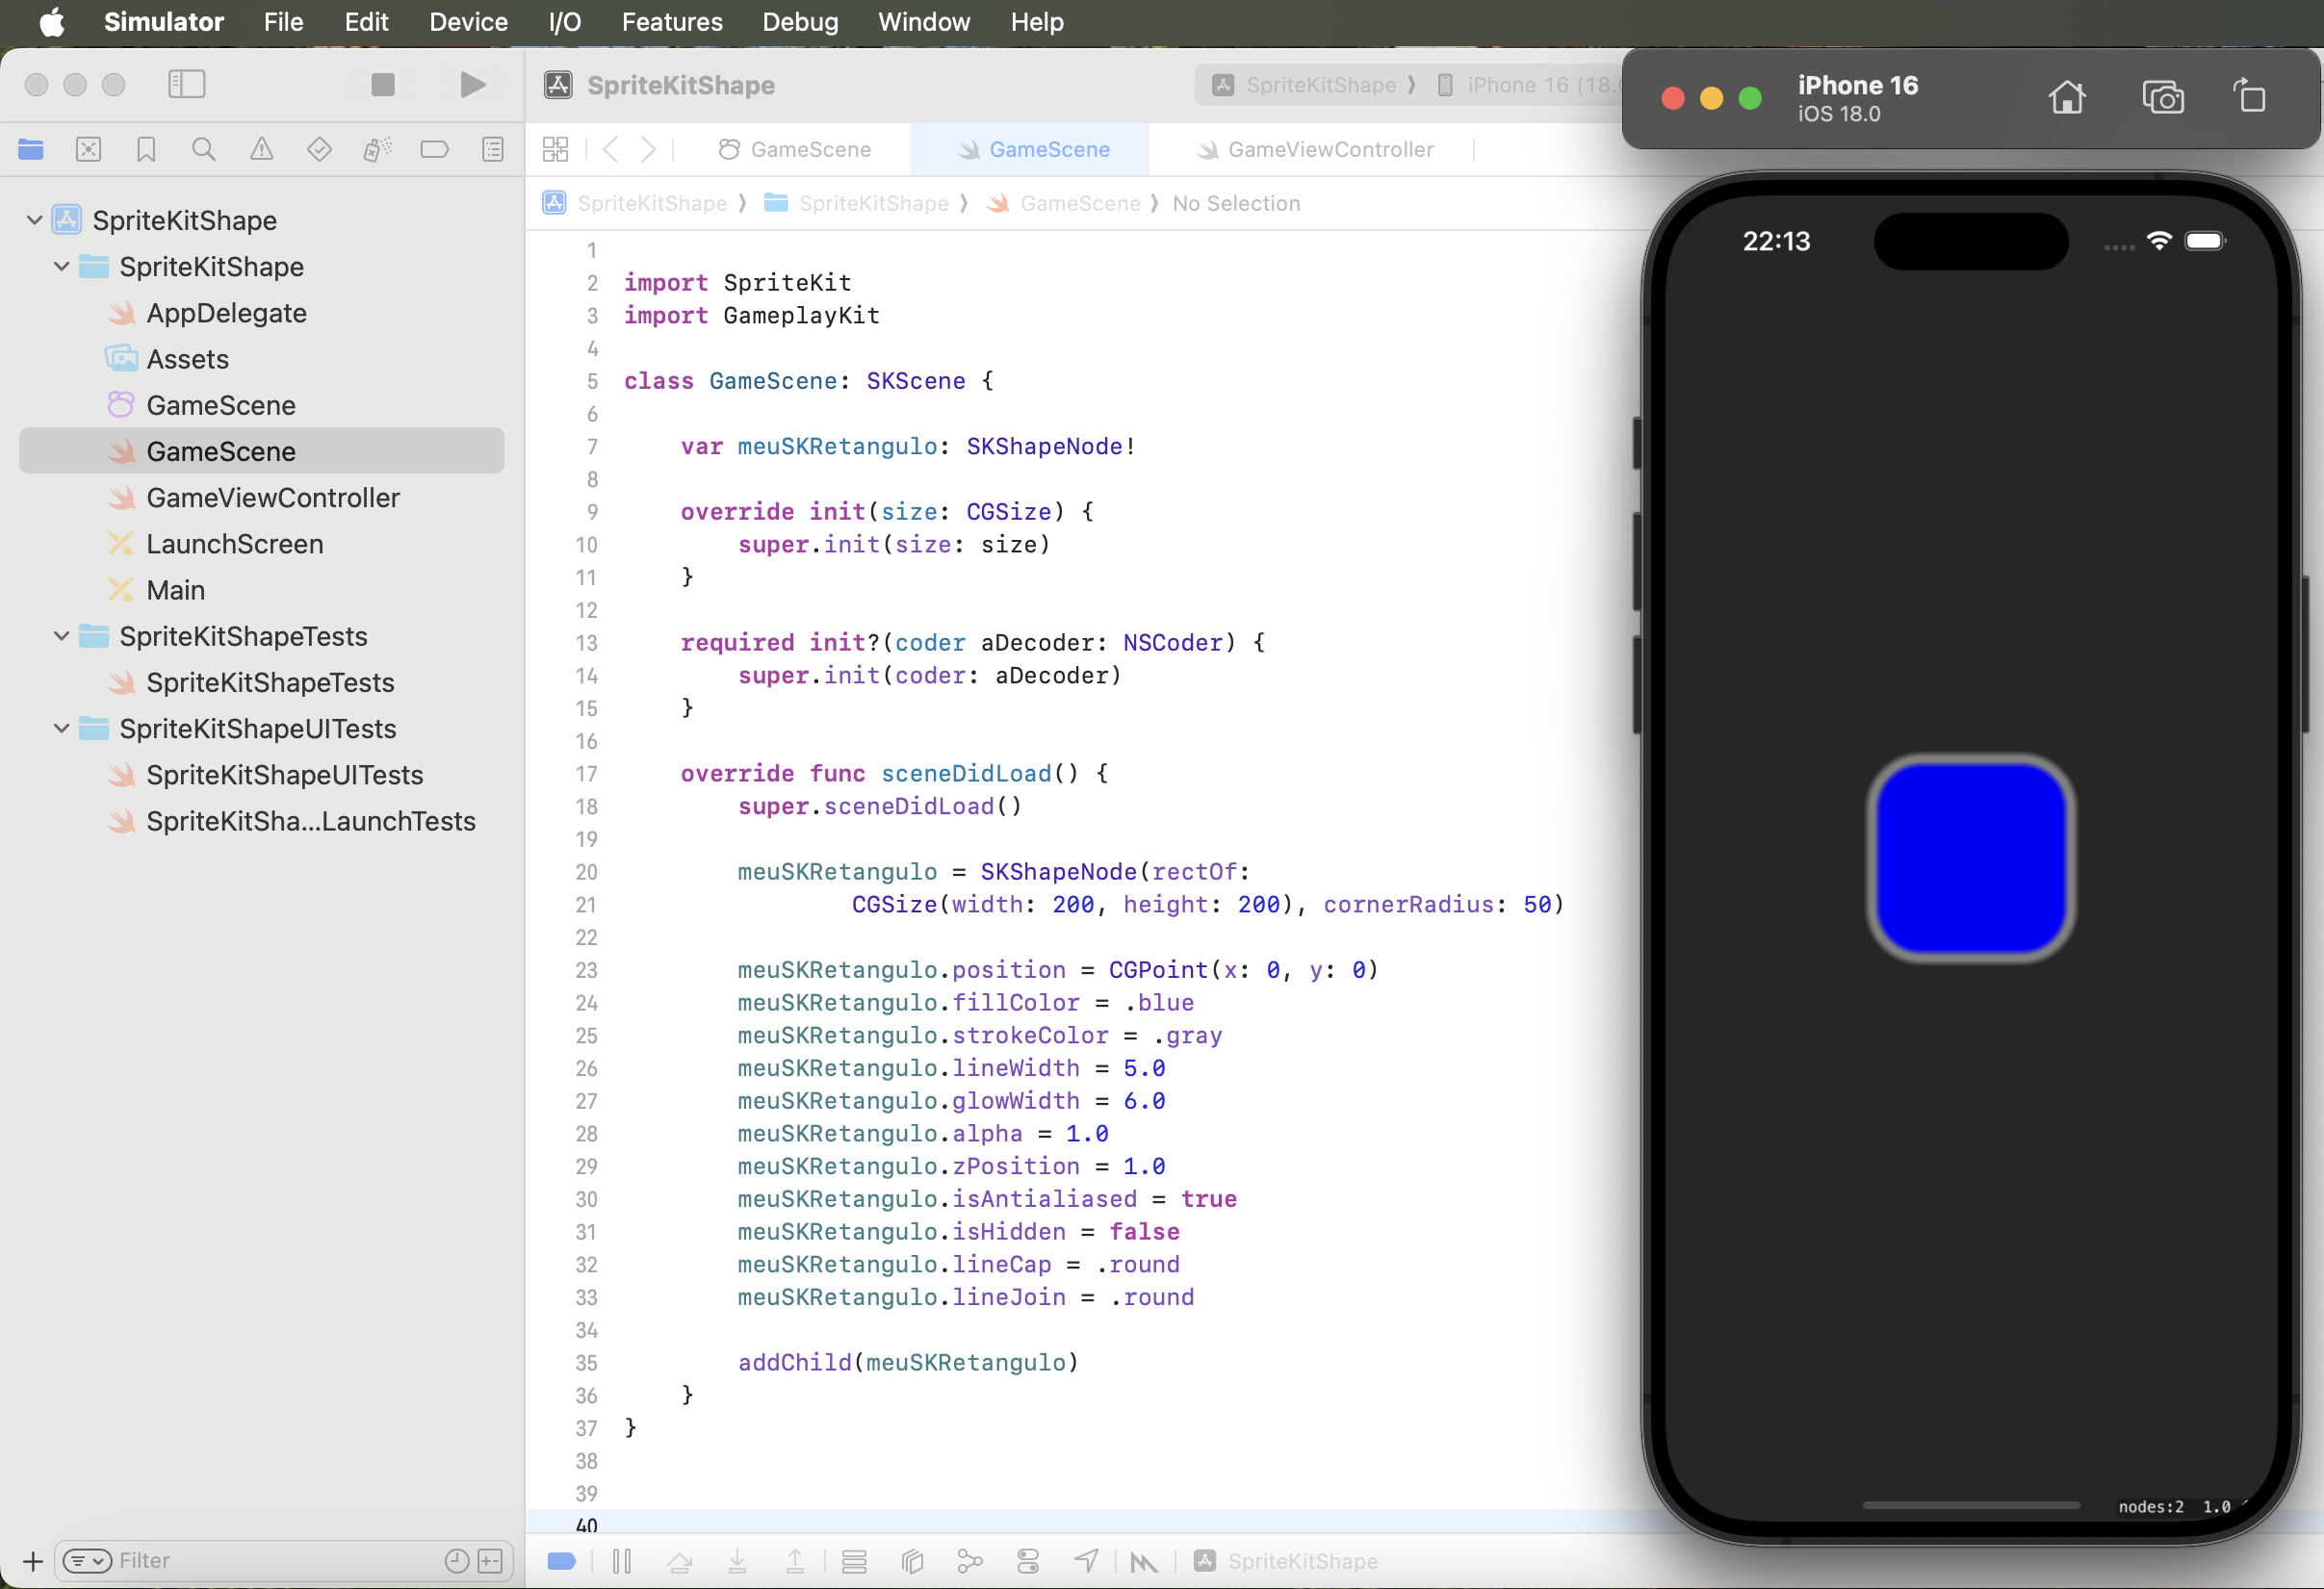 Simulator File Edit Device I/O Features Debug Window Help
SpriteKitShape
SpriteKitShape ⟩ iPhone 16 (18.
iPhone 16
iOS 18.0
GameScene GameScene GameViewController
SpriteKitShape ⟩ SpriteKitShape ⟩ GameScene ⟩ No Selection
SpriteKitShape
SpriteKitShape
AppDelegate
Assets
GameScene
GameScene
GameViewController
LaunchScreen
Main
SpriteKitShapeTests
SpriteKitShapeTests
SpriteKitShapeUITests
SpriteKitShapeUITests
SpriteKitSha...LaunchTests
Filter
1
2 import SpriteKit
3 import GameplayKit
4
5 class GameScene: SKScene {
6
7 var meuSKRetangulo: SKShapeNode!
8
9 override init(size: CGSize) {
10 super.init(size: size)
11 }
12
13 required init?(coder aDecoder: NSCoder) {
14 super.init(coder: aDecoder)
15 }
16
17 override func sceneDidLoad() {
18 super.sceneDidLoad()
19
20 meuSKRetangulo = SKShapeNode(rectOf:
21 CGSize(width: 200, height: 200), cornerRadius: 50)
22
23 meuSKRetangulo.position = CGPoint(x: 0, y: 0)
24 meuSKRetangulo.fillColor = .blue
25 meuSKRetangulo.strokeColor = .gray
26 meuSKRetangulo.lineWidth = 5.0
27 meuSKRetangulo.glowWidth = 6.0
28 meuSKRetangulo.alpha = 1.0
29 meuSKRetangulo.zPosition = 1.0
30 meuSKRetangulo.isAntialiased = true
31 meuSKRetangulo.isHidden = false
32 meuSKRetangulo.lineCap = .round
33 meuSKRetangulo.lineJoin = .round
34
35 addChild(meuSKRetangulo)
36 }
37 }
38
39
40
SpriteKitShape
22:13
nodes:2 1.0